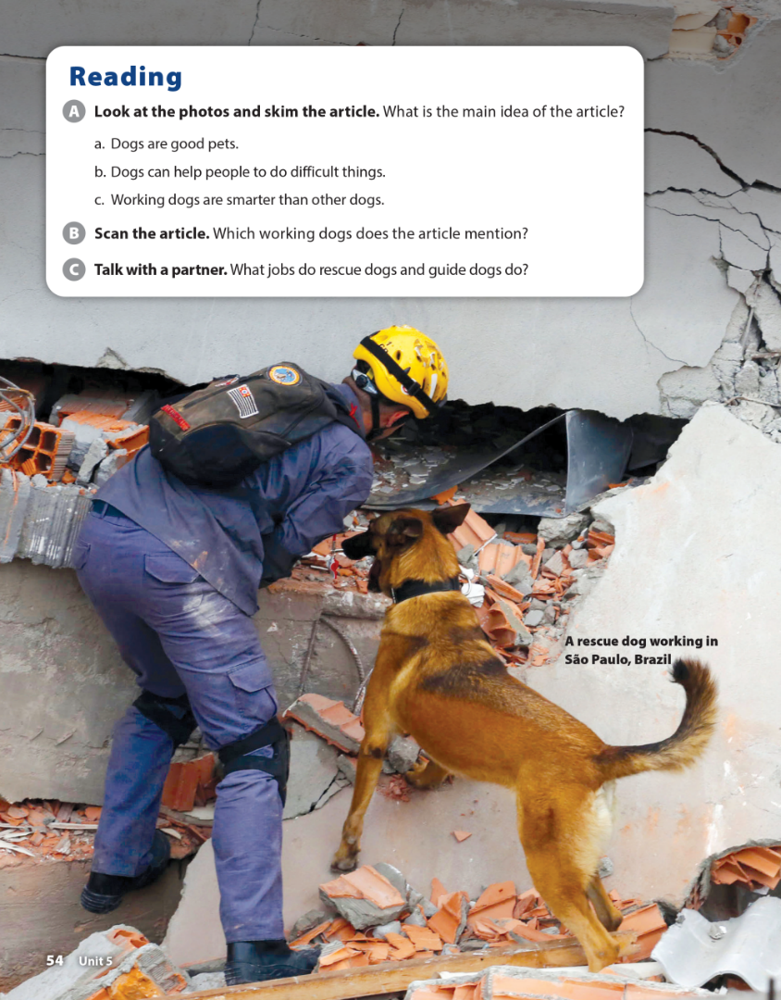 Reading
A Look at the photos and skim the article. What is the main idea of the article?
a. Dogs are good pets.
b. Dogs can help people to do difficult things.
c. Working dogs are smarter than other dogs.
B Scan the article. Which working dogs does the article mention?
C Talk with a partner. What jobs do rescue dogs and guide dogs do?
A rescue dog working in
São Paulo, Brazil
54 Unit 5